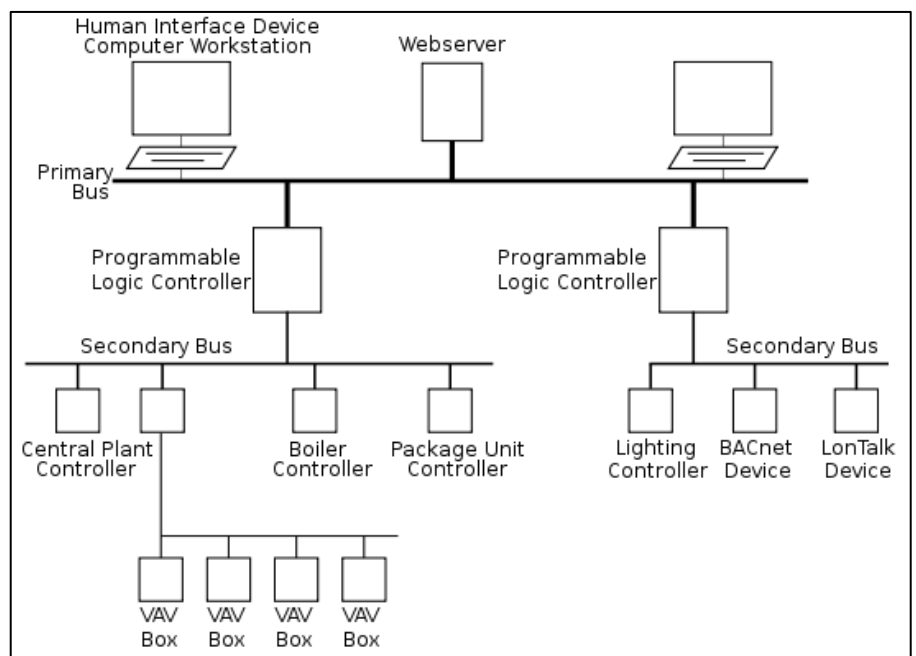 Human Interface Device
Computer Workstation
Webserver
Primary
Bus
Programmable
Logic Controller
Programmable
Logic Controller
Secondary Bus
Secondary Bus
Central Plant
Controller
Boiler
Controller
Package Unit
Controller
Lighting
Controller
BACnet
Device
LonTalk
Device
VAV
Box
VAV
Box
VAV
Box
VAV
Box